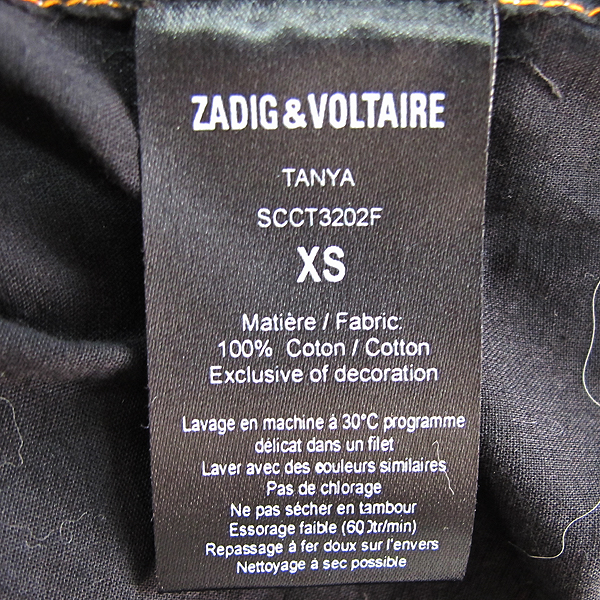 ZADIG&VOLTAIRE
TANYA
SCCT3202F
XS
Matière / Fabric:
100% Coton / Cotton
Exclusive of decoration
Lavage en machine à 30°C programme
délicat dans un filet
Laver avec des couleurs similaires
Pas de chlorage
Ne pas sécher en tambour
Essorage faible (600tr/min)
Repassage à fer doux sur l'envers
Nettoyage à sec possible